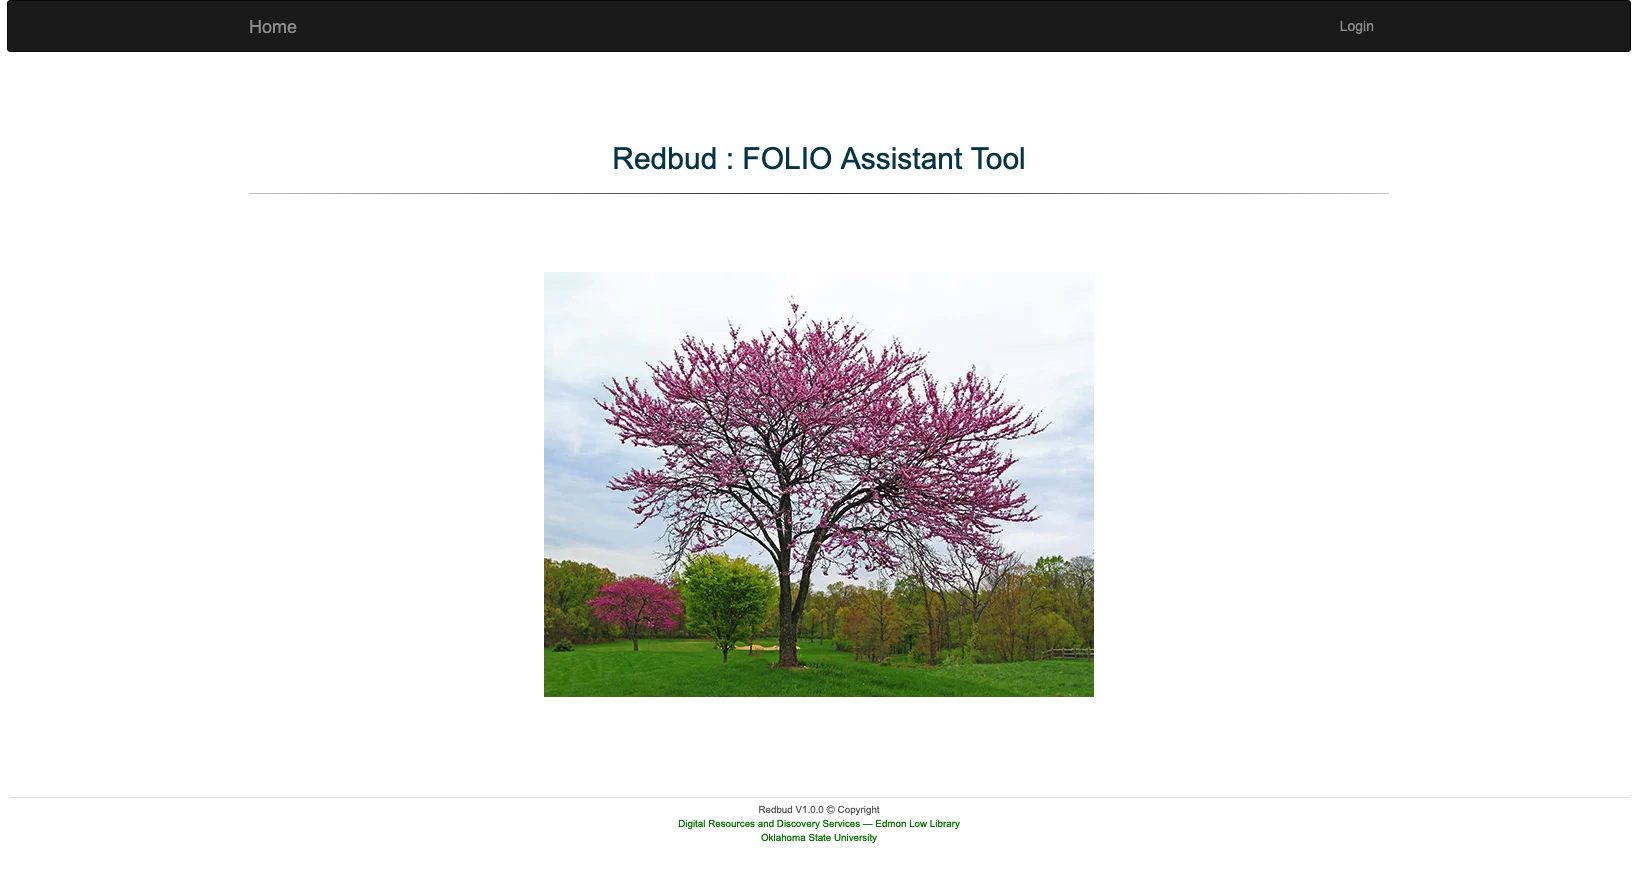 Home
Login
Redbud : FOLIO Assistant Tool
Redbud V1.0.0 © Copyright
Digital Resources and Discovery Services — Edmon Low Library
Oklahoma State University